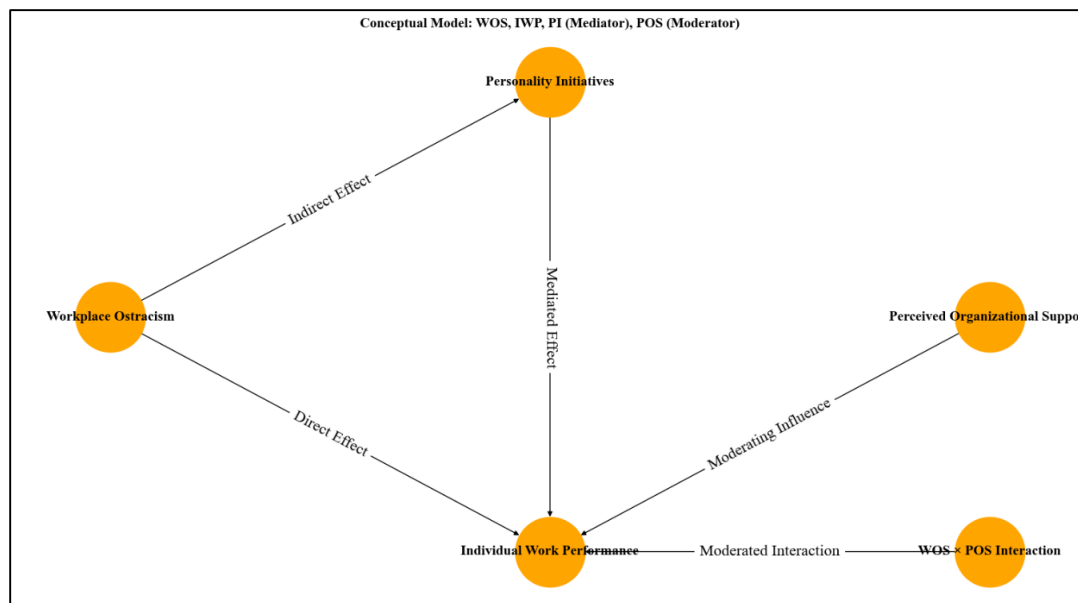 Conceptual Model: WOS, IWP, PI (Mediator), POS (Moderator)
Personality Initiatives
Indirect Effect
Mediated Effect
Workplace Ostracism
Perceived Organizational Suppo
Direct Effect
Moderating Influence
Individual Work Performance
Moderated Interaction
WOS × POS Interaction